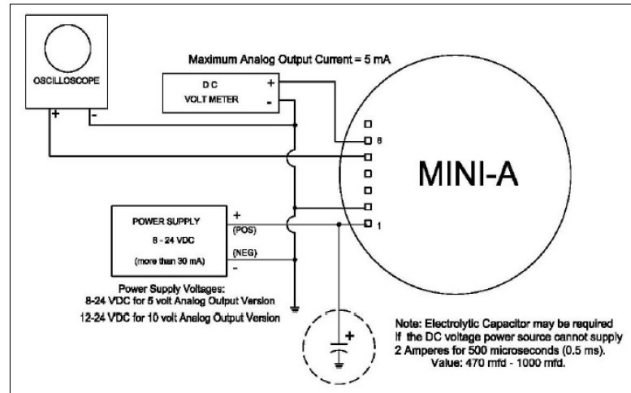 Maximum Analog Output Current = 5 mA
OSCILLOSCOPE
+ -
D C
VOLT METER
+
-
6
MINI-A
POWER SUPPLY
8 - 24 VDC
(more than 30 mA)
+
(POS)
(NEG)
-
1
Power Supply Voltages:
8-24 VDC for 5 volt Analog Output Version
12-24 VDC for 10 volt Analog Output Version
+
Note: Electrolytic Capacitor may be required
if the DC voltage power source cannot supply
2 Amperes for 500 microseconds (0.5 ms).
Value: 470 mfd - 1000 mfd.